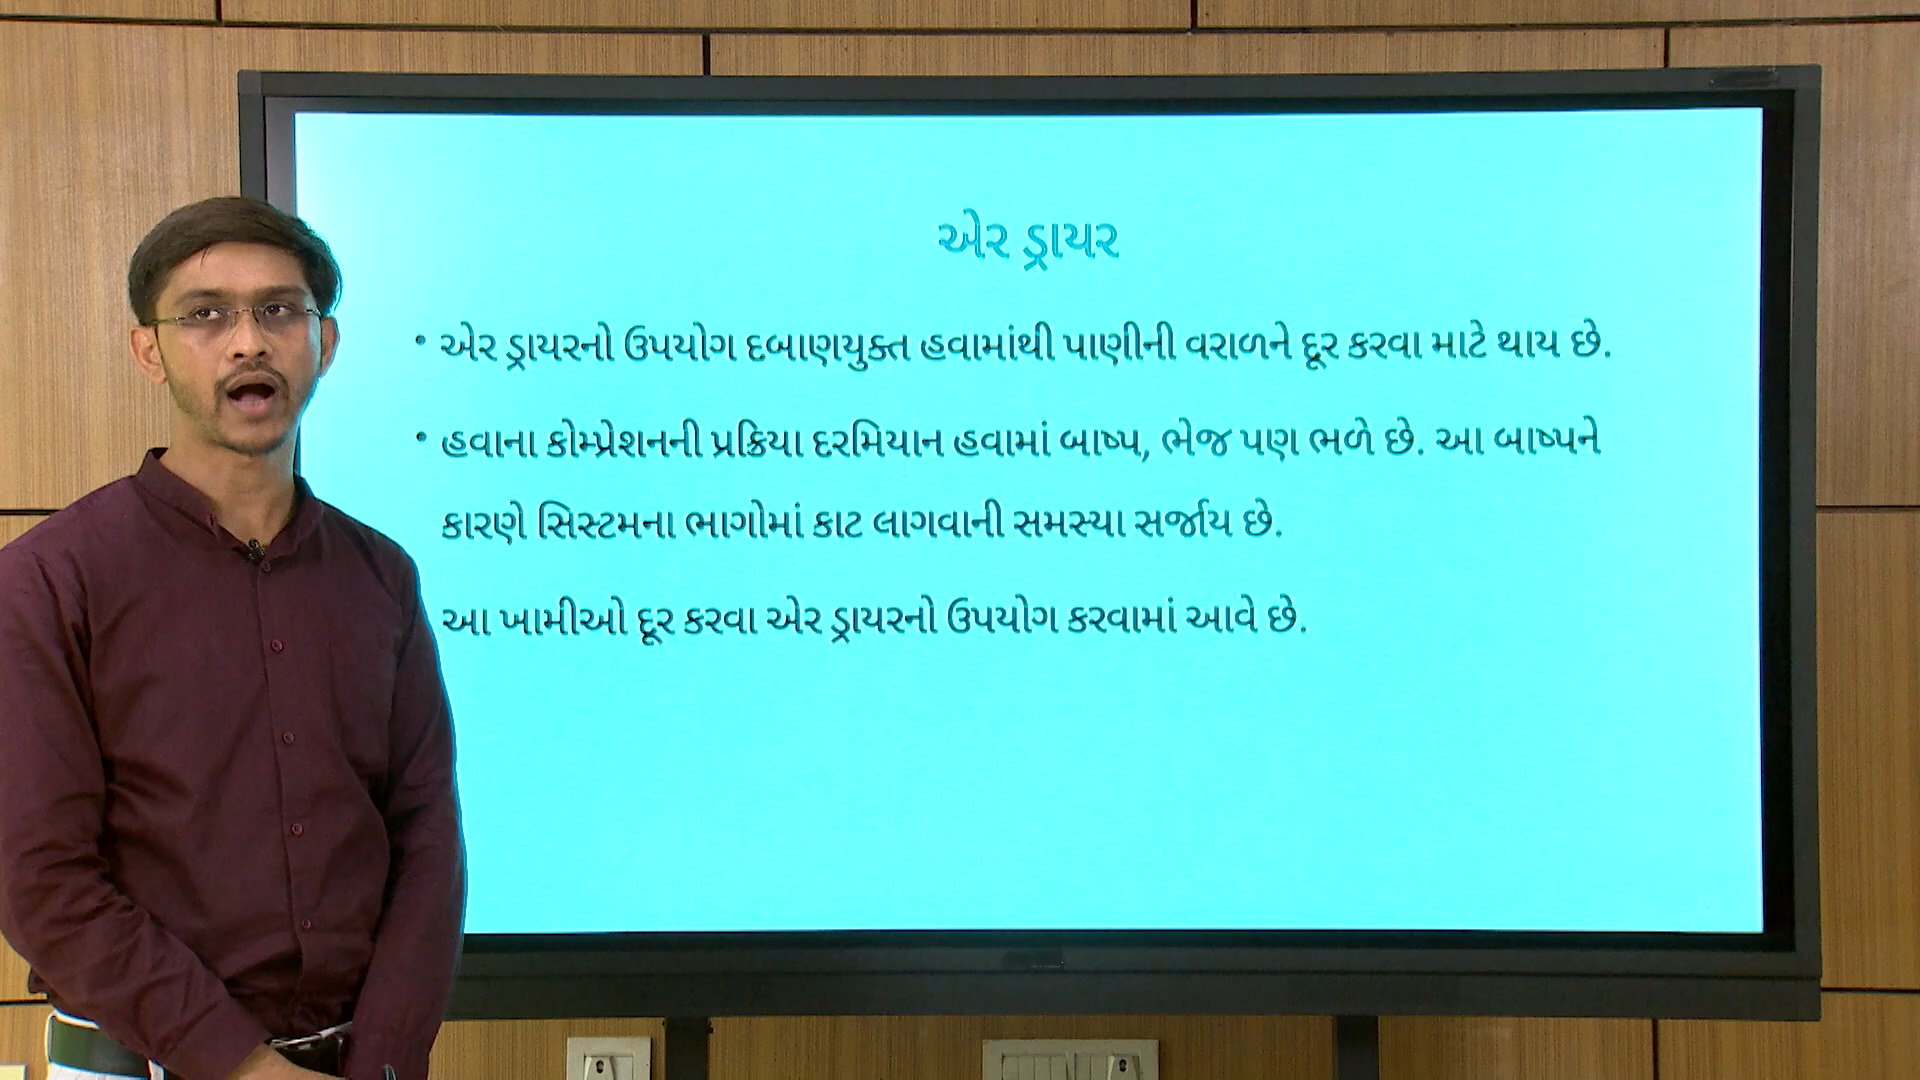 એર ડ્રાયર
• એર ડ્રાયરનો ઉપયોગ દબાણયુક્ત હવામાંથી પાણીની વરાળને દૂર કરવા માટે થાય છે.
• હવાના કોમ્પ્રેશનની પ્રક્રિયા દરમિયાન હવામાં બાષ્પ, ભેજ પણ ભળે છે. આ બાષ્પને
કારણે સિસ્ટમના ભાગોમાં કાટ લાગવાની સમસ્યા સર્જાય છે.
આ ખામીઓ દૂર કરવા એર ડ્રાયરનો ઉપયોગ કરવામાં આવે છે.